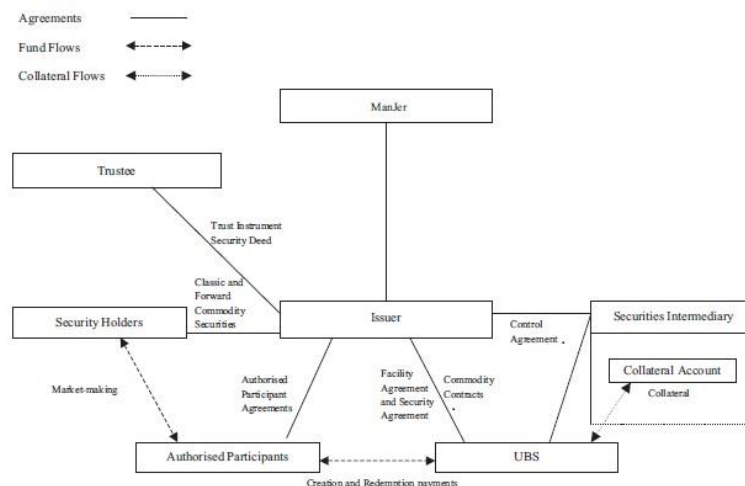 Agreements
Fund Flows
Collateral Flows
ManJer
Trustee
Trust Instrument
Security Deed
Classic and
Forward
Commodity
Securities
Security Holders
Issuer
Control
Agreement .
Securities Intermediary
Collateral Account
Collateral
Market-making
Authorised
Participant
Agreements
Facility
Agreement
and Security
Agreement
Commodity
Contracts
.
Authorised Participants
UBS
Creation and Redemption payments